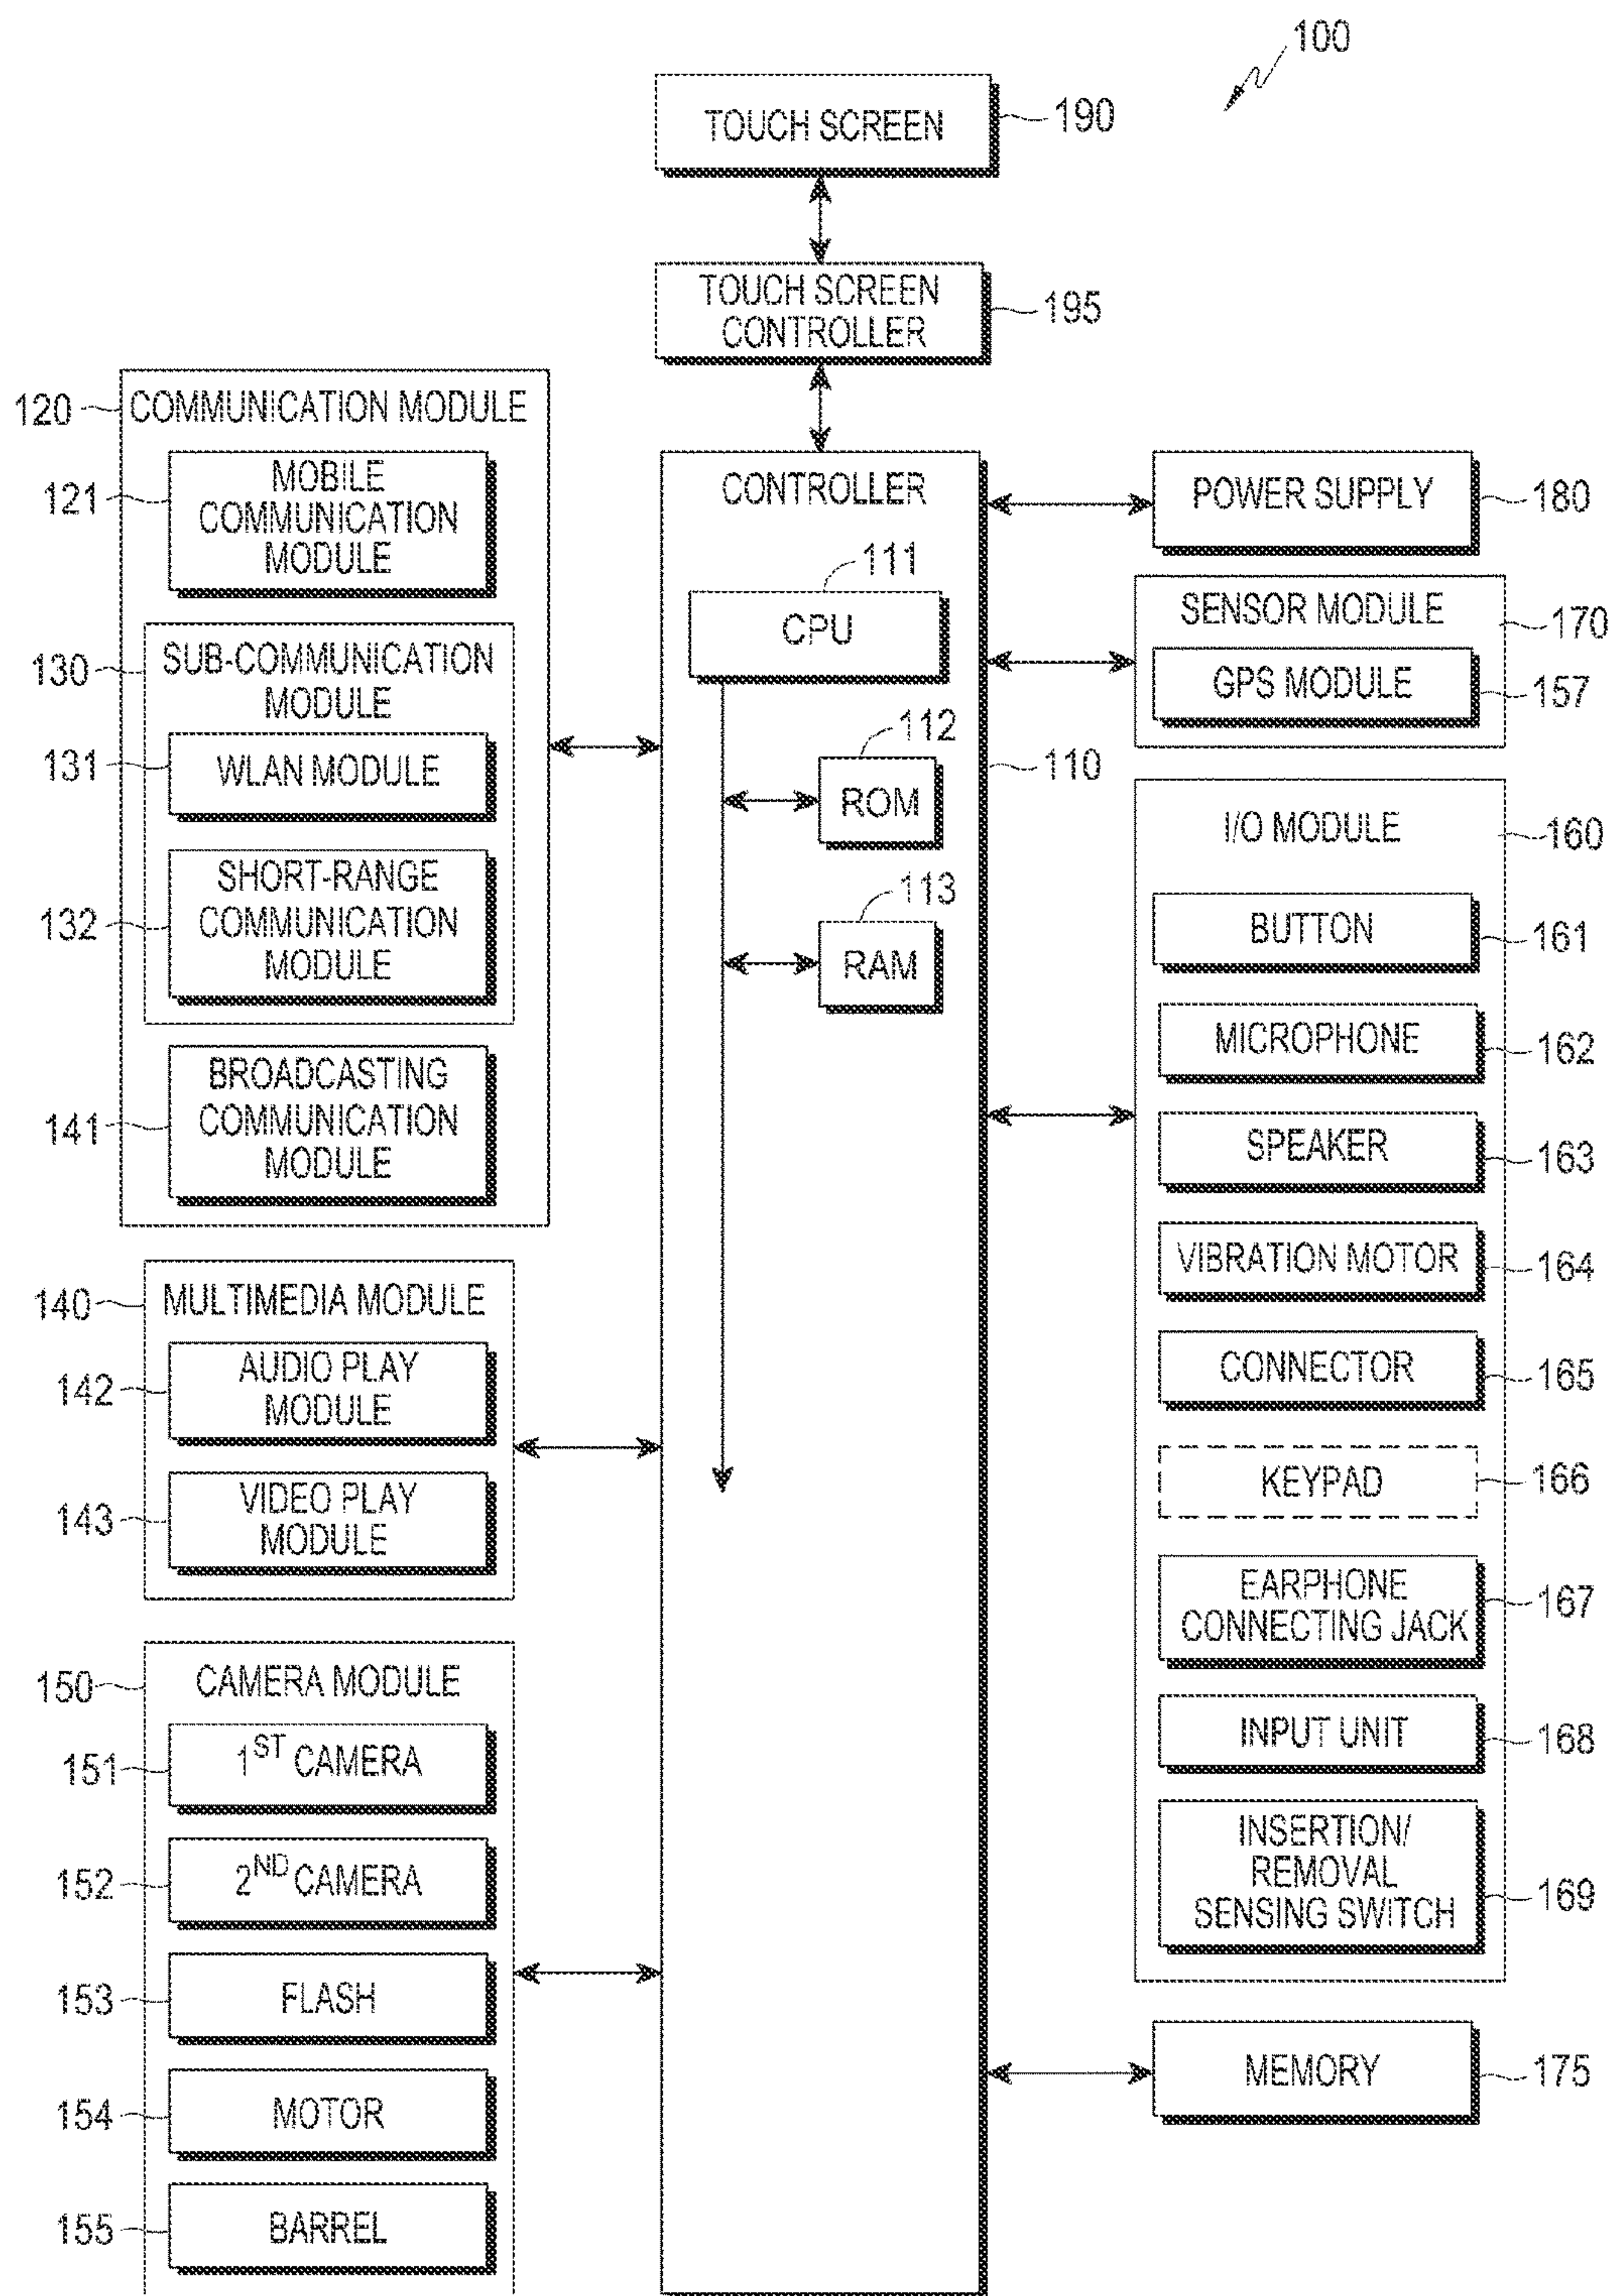 100
TOUCH SCREEN
190
TOUCH SCREEN
CONTROLLER
195
120
COMMUNICATION MODULE
121
MOBILE
COMMUNICATION
MODULE
130
SUB-COMMUNICATION
MODULE
131
WLAN MODULE
132
SHORT-RANGE
COMMUNICATION
MODULE
141
BROADCASTING
COMMUNICATION
MODULE
140
MULTIMEDIA MODULE
142
AUDIO PLAY
MODULE
143
VIDEO PLAY
MODULE
150
CAMERA MODULE
151
1ST CAMERA
152
2ND CAMERA
153
FLASH
154
MOTOR
155
BARREL
CONTROLLER
110
111
CPU
112
ROM
113
RAM
POWER SUPPLY
180
SENSOR MODULE
170
GPS MODULE
157
I/O MODULE
160
BUTTON
161
MICROPHONE
162
SPEAKER
163
VIBRATION MOTOR
164
CONNECTOR
165
KEYPAD
166
EARPHONE
CONNECTING JACK
167
INPUT UNIT
168
INSERTION/
REMOVAL
SENSING SWITCH
169
MEMORY
175